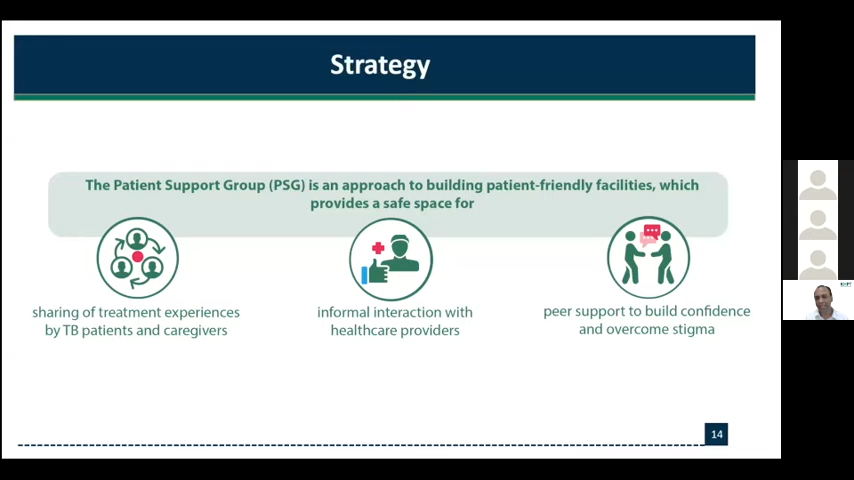 Strategy
The Patient Support Group (PSG) is an approach to building patient-friendly facilities, which
provides a safe space for
sharing of treatment experiences
by TB patients and caregivers
informal interaction with
healthcare providers
peer support to build confidence
and overcome stigma
14